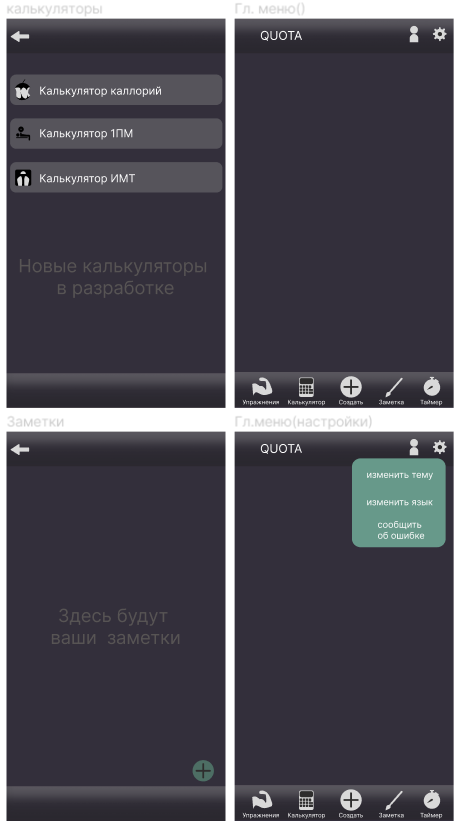 калькуляторы
Гл. меню()
QUOTA
Калькулятор каллорий
Калькулятор 1ПМ
Калькулятор ИМТ
Новые калькуляторы
в разработке
Упражнения Калькулятор Создать Заметка Таймер
Заметки
Гл.меню(настройки)
QUOTA
изменить тему
изменить язык
сообщить
об ошибке
Здесь будут
ваши заметки
Упражнения Калькулятор Создать Заметка Таймер